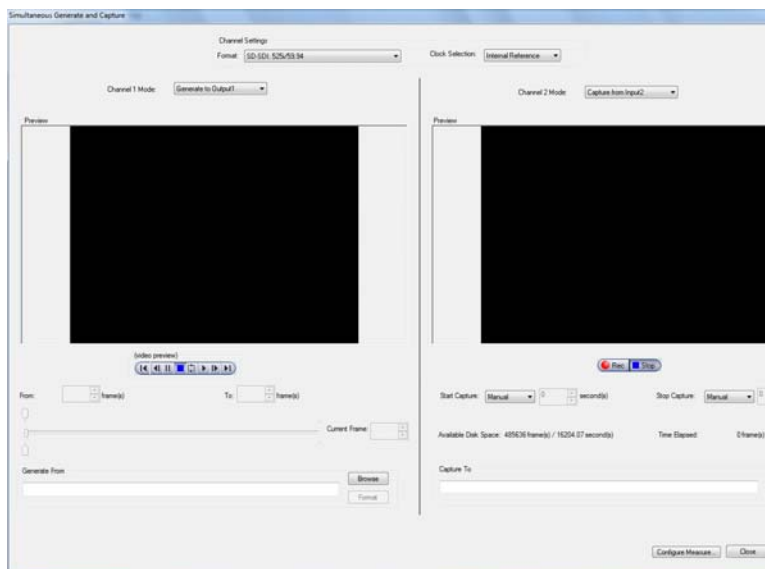 Simultaneous Generate and Capture
Channel Settings
Format: SD-SDI, 525i/59.94
Clock Selection: Internal Reference
Channel 1 Mode: Generate to Output1
Channel 2 Mode: Capture from Input2
Preview
Preview
(video preview)
Rec Stop
From: frame(s) To: frame(s)
Start Capture: Manual 0 second(s) Stop Capture: Manual 0
Current Frame:
Available Disk Space: 485636 frame(s) / 16204.07 second(s) Time Elapsed: 0 frame(s)
Generate From
Browse
Format
Capture To
Configure Measure... Close